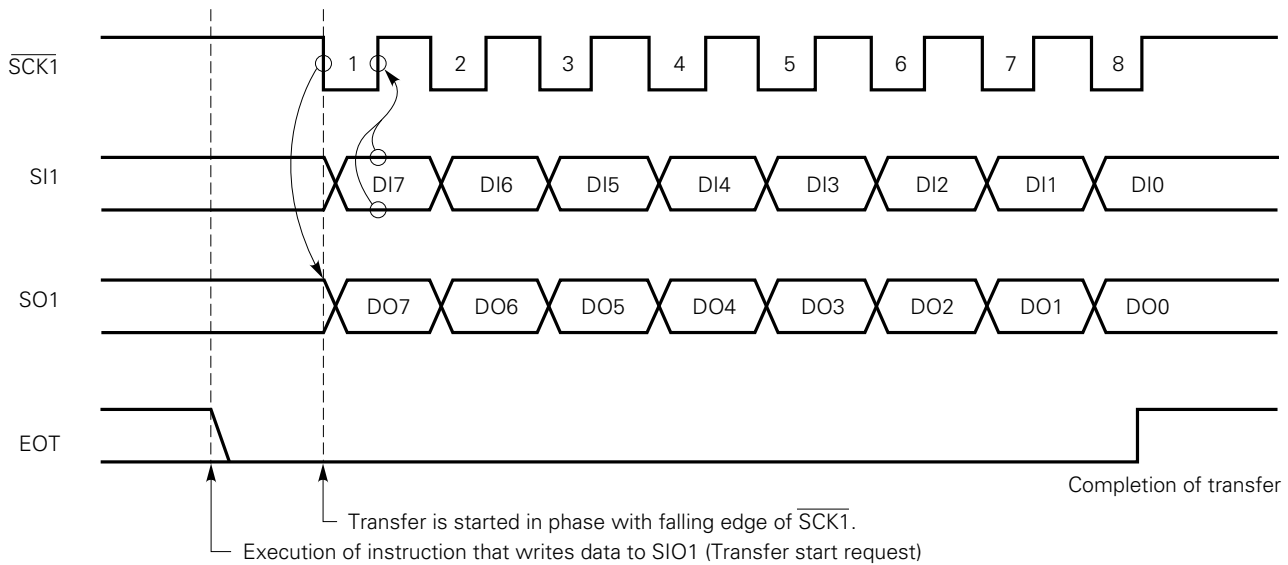 SCK1 1 2 3 4 5 6 7 8
SI1 DI7 DI6 DI5 DI4 DI3 DI2 DI1 DI0
SO1 DO7 DO6 DO5 DO4 DO3 DO2 DO1 DO0
EOT
Completion of transfer
Transfer is started in phase with falling edge of SCK1.
Execution of instruction that writes data to SIO1 (Transfer start request)